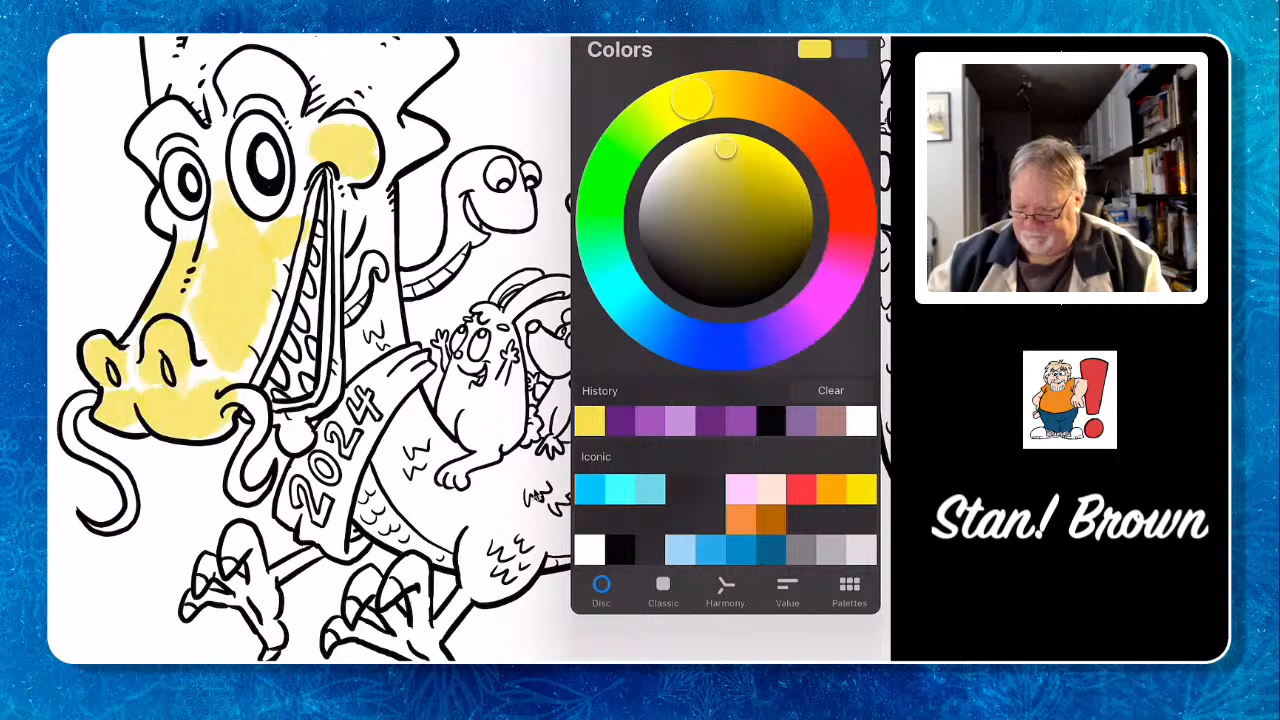 Colors
History
Clear
Iconic
Disc
Classic
Harmony
Value
Palettes
2024
Stan! Brown